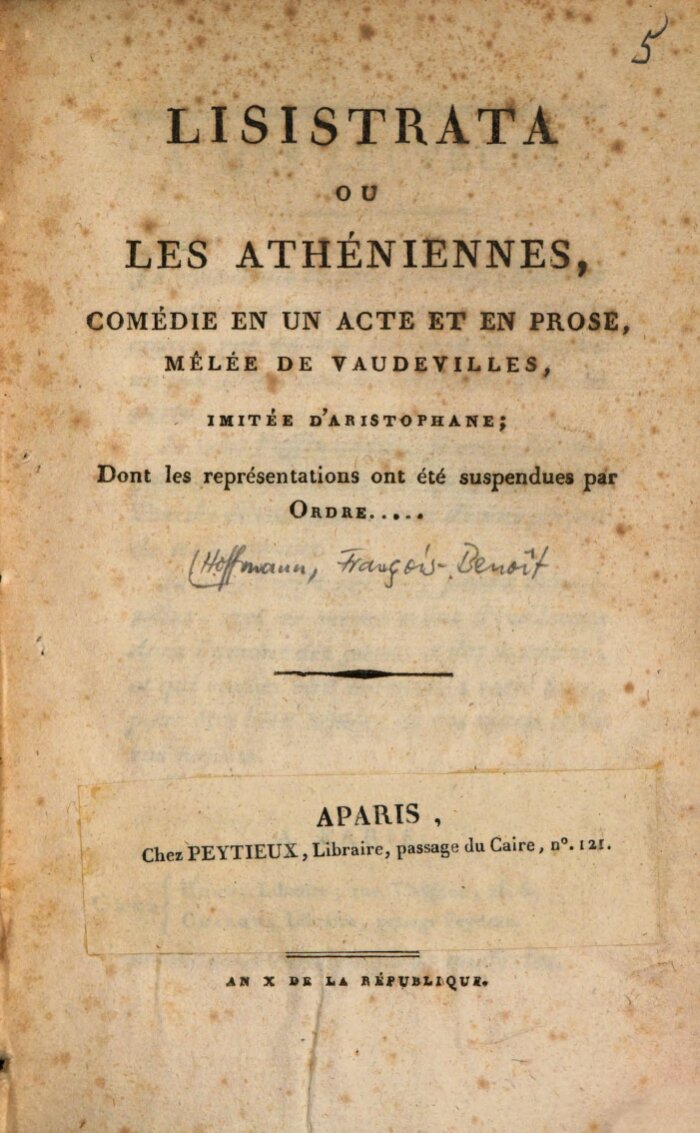 5
LISISTRATA
OU
LES ATHÉNIENNES,
COMÉDIE EN UN ACTE ET EN PROSE,
MÊLÉE DE VAUDEVILLES,
IMITÉE D'ARISTOPHANE;
Dont les représentations ont été suspendues par
ORDRE.....
(Hoffmann, François-Benoît
APARIS,
Chez PEYTIEUX, Libraire, passage du Caire, nº. 121.
AN X DE LA RÉPUBLIQUE.